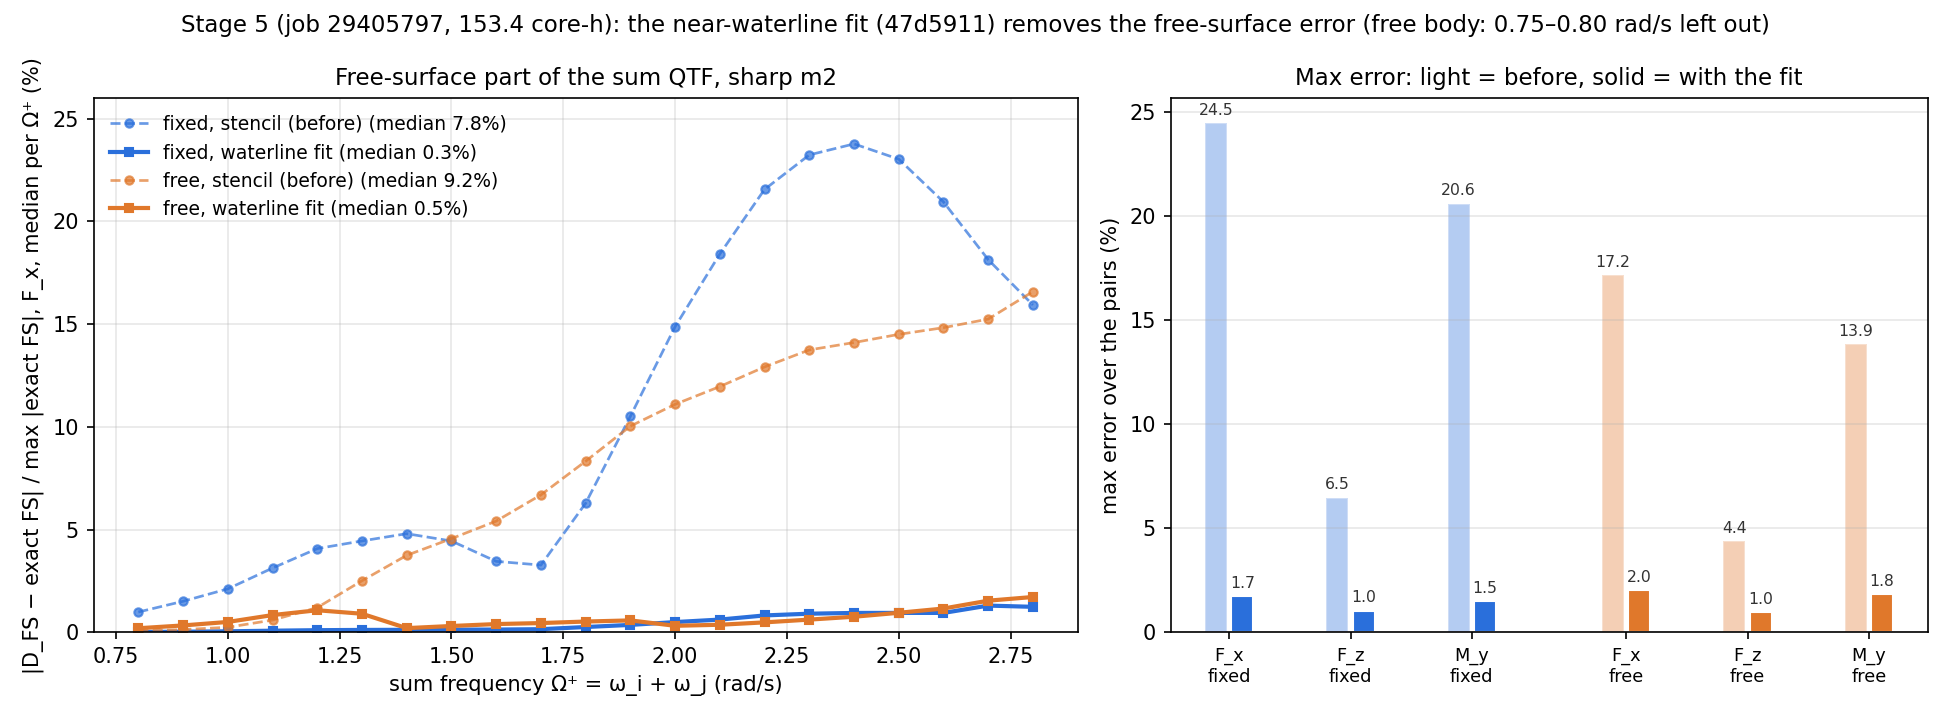 Stage 5 (job 29405797, 153.4 core-h): the near-waterline fit (47d5911) removes the free-surface error (free body: 0.75–0.80 rad/s left out)
Free-surface part of the sum QTF, sharp m2
|D_FS − exact FS| / max |exact FS|, F_x, median per Ω⁺ (%)
25
20
15
10
5
0
fixed, stencil (before) (median 7.8%)
fixed, waterline fit (median 0.3%)
free, stencil (before) (median 9.2%)
free, waterline fit (median 0.5%)
0.75 1.00 1.25 1.50 1.75 2.00 2.25 2.50 2.75
sum frequency Ω⁺ = ω_i + ω_j (rad/s)
Max error: light = before, solid = with the fit
max error over the pairs (%)
25
20
15
10
5
0
24.5
1.7
6.5
1.0
20.6
1.5
17.2
2.0
4.4
1.0
13.9
1.8
F_x F_z M_y F_x F_z M_y
fixed fixed fixed free free free